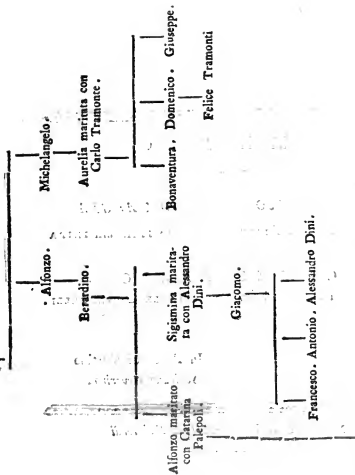 Alfonzo.
Michelangelo.
Berardino.
Aurelia maritata con
Carlo Tramonte.
Alfonzo maritato
con Catarina
Palepoli.
Sigismina marita-
ta con Alessandro
Dini.
Bonaventura. Domenico. Giuseppe.
Giacomo.
Felice Tramonti
Francesco. Antonio. Alessandro Dini.